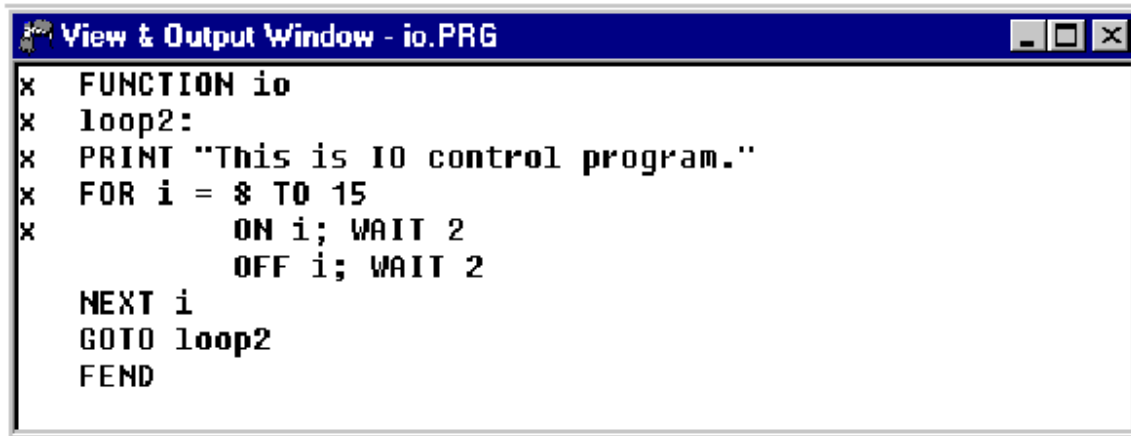 View & Output Window - io.PRG
x FUNCTION io
x loop2:
x PRINT "This is IO control program."
x FOR i = 8 TO 15
x ON i; WAIT 2
OFF i; WAIT 2
NEXT i
GOTO loop2
FEND